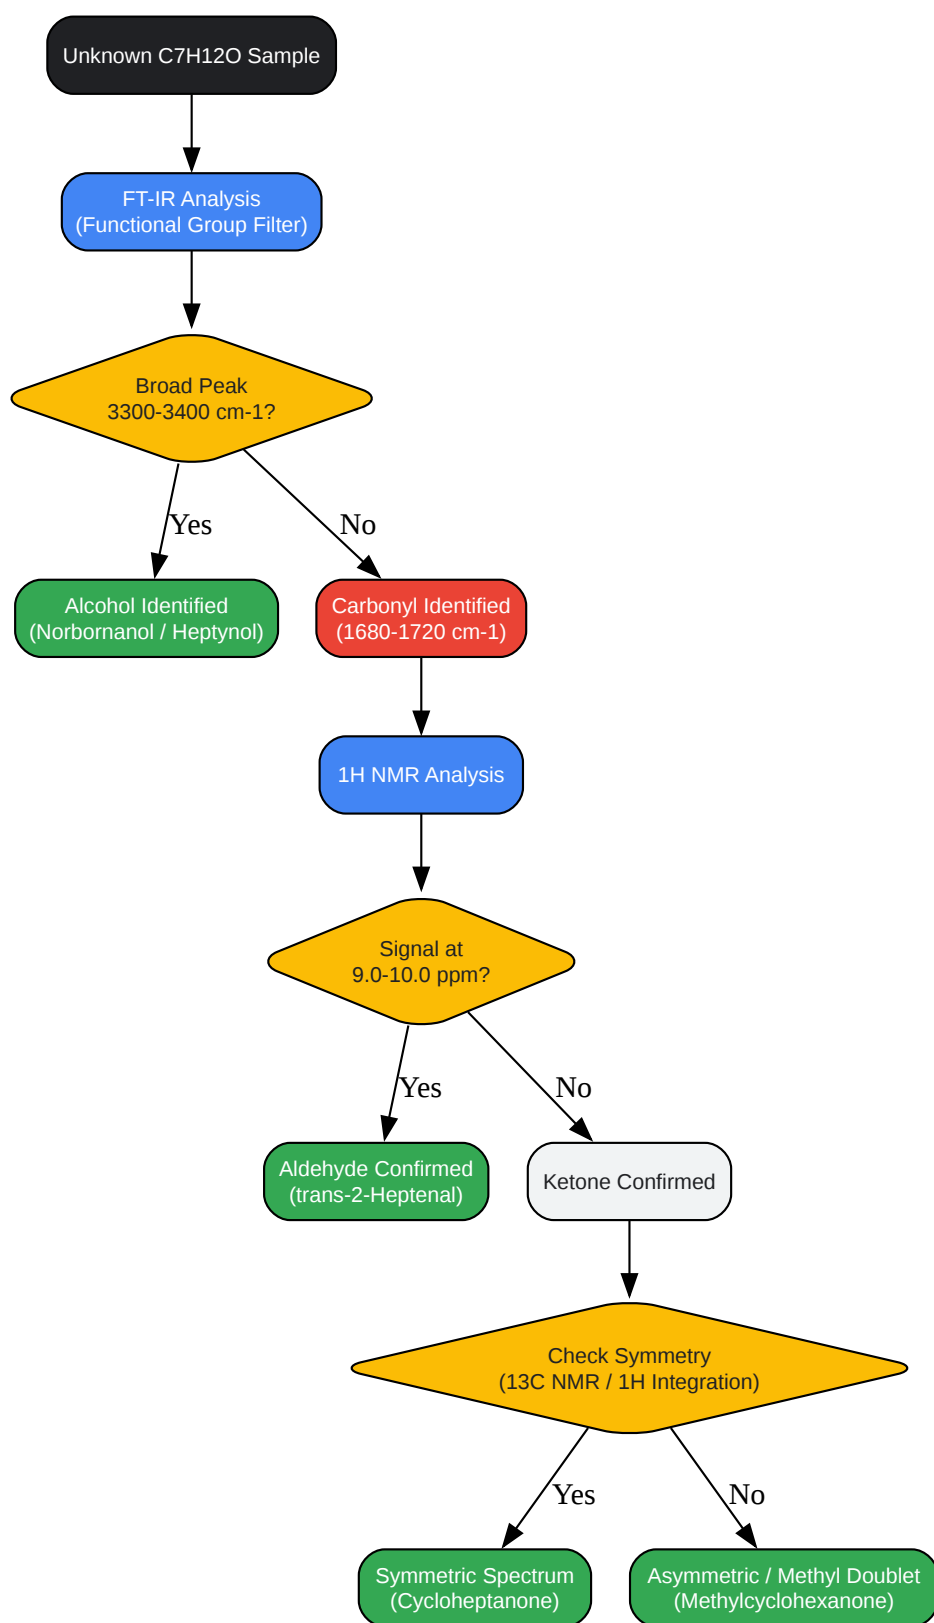 Unknown C7H12O Sample
FT-IR Analysis
(Functional Group Filter)
Broad Peak
3300-3400 cm-1?
Yes
No
Alcohol Identified
(Norbornanol / Heptynol)
Carbonyl Identified
(1680-1720 cm-1)
1H NMR Analysis
Signal at
9.0-10.0 ppm?
Yes
No
Aldehyde Confirmed
(trans-2-Heptenal)
Ketone Confirmed
Check Symmetry
(13C NMR / 1H Integration)
Yes
No
Symmetric Spectrum
(Cycloheptanone)
Asymmetric / Methyl Doublet
(Methylcyclohexanone)